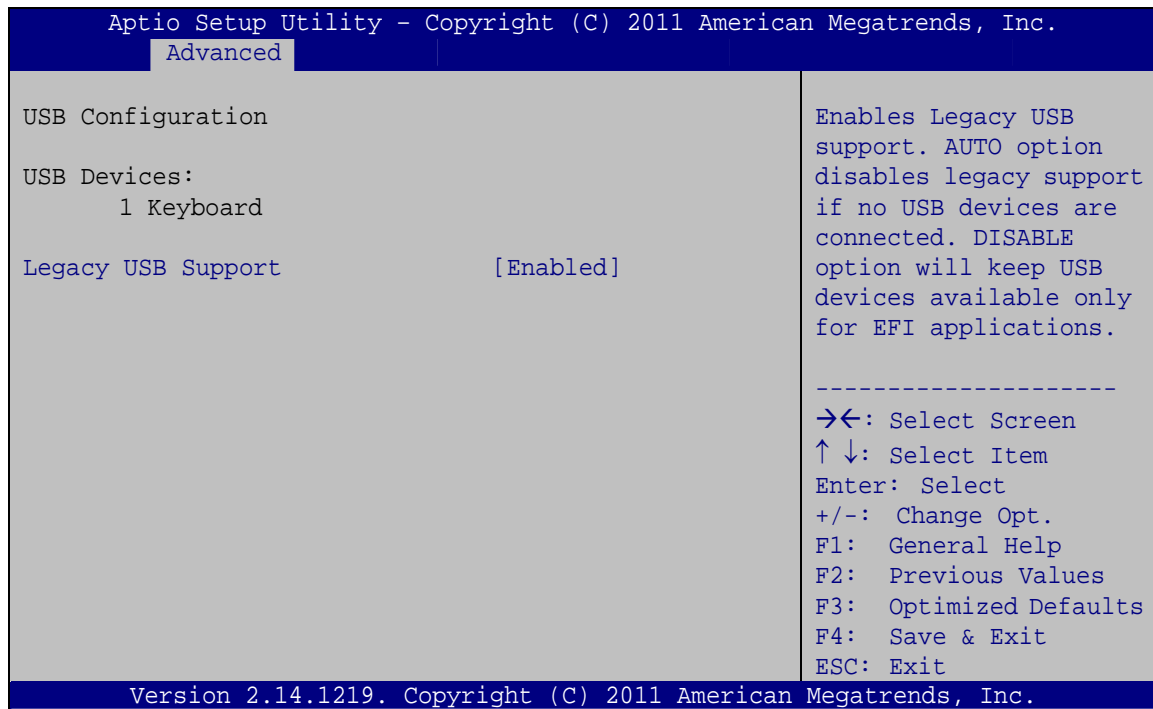 Aptio Setup Utility – Copyright (C) 2011 American Megatrends, Inc.
Advanced
USB Configuration
USB Devices:
1 Keyboard
Legacy USB Support [Enabled]
Enables Legacy USB
support. AUTO option
disables legacy support
if no USB devices are
connected. DISABLE
option will keep USB
devices available only
for EFI applications.
---------------------
→←: Select Screen
↑ ↓: Select Item
Enter: Select
+/-: Change Opt.
F1: General Help
F2: Previous Values
F3: Optimized Defaults
F4: Save & Exit
ESC: Exit
Version 2.14.1219. Copyright (C) 2011 American Megatrends, Inc.